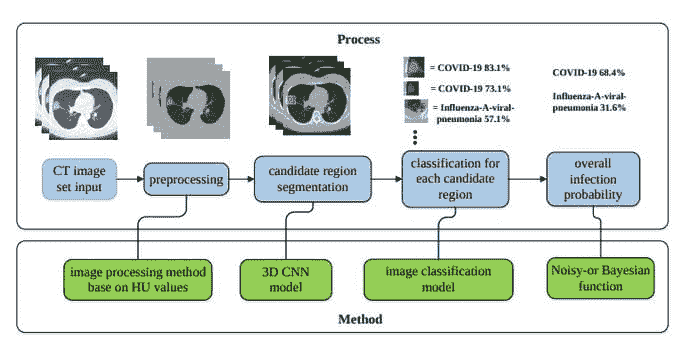 Process
= COVID-19 83.1%
= COVID-19 73.1%
= Influenza-A-viral-
pneumonia 57.1%
COVID-19 68.4%
Influenza-A-viral-
pneumonia 31.6%
CT image
set input
preprocessing
candidate region
segmentation
classification for
each candidate
region
overall
infection
probability
image processing method
base on HU values
3D CNN
model
image classification
model
Noisy-or Bayesian
function
Method